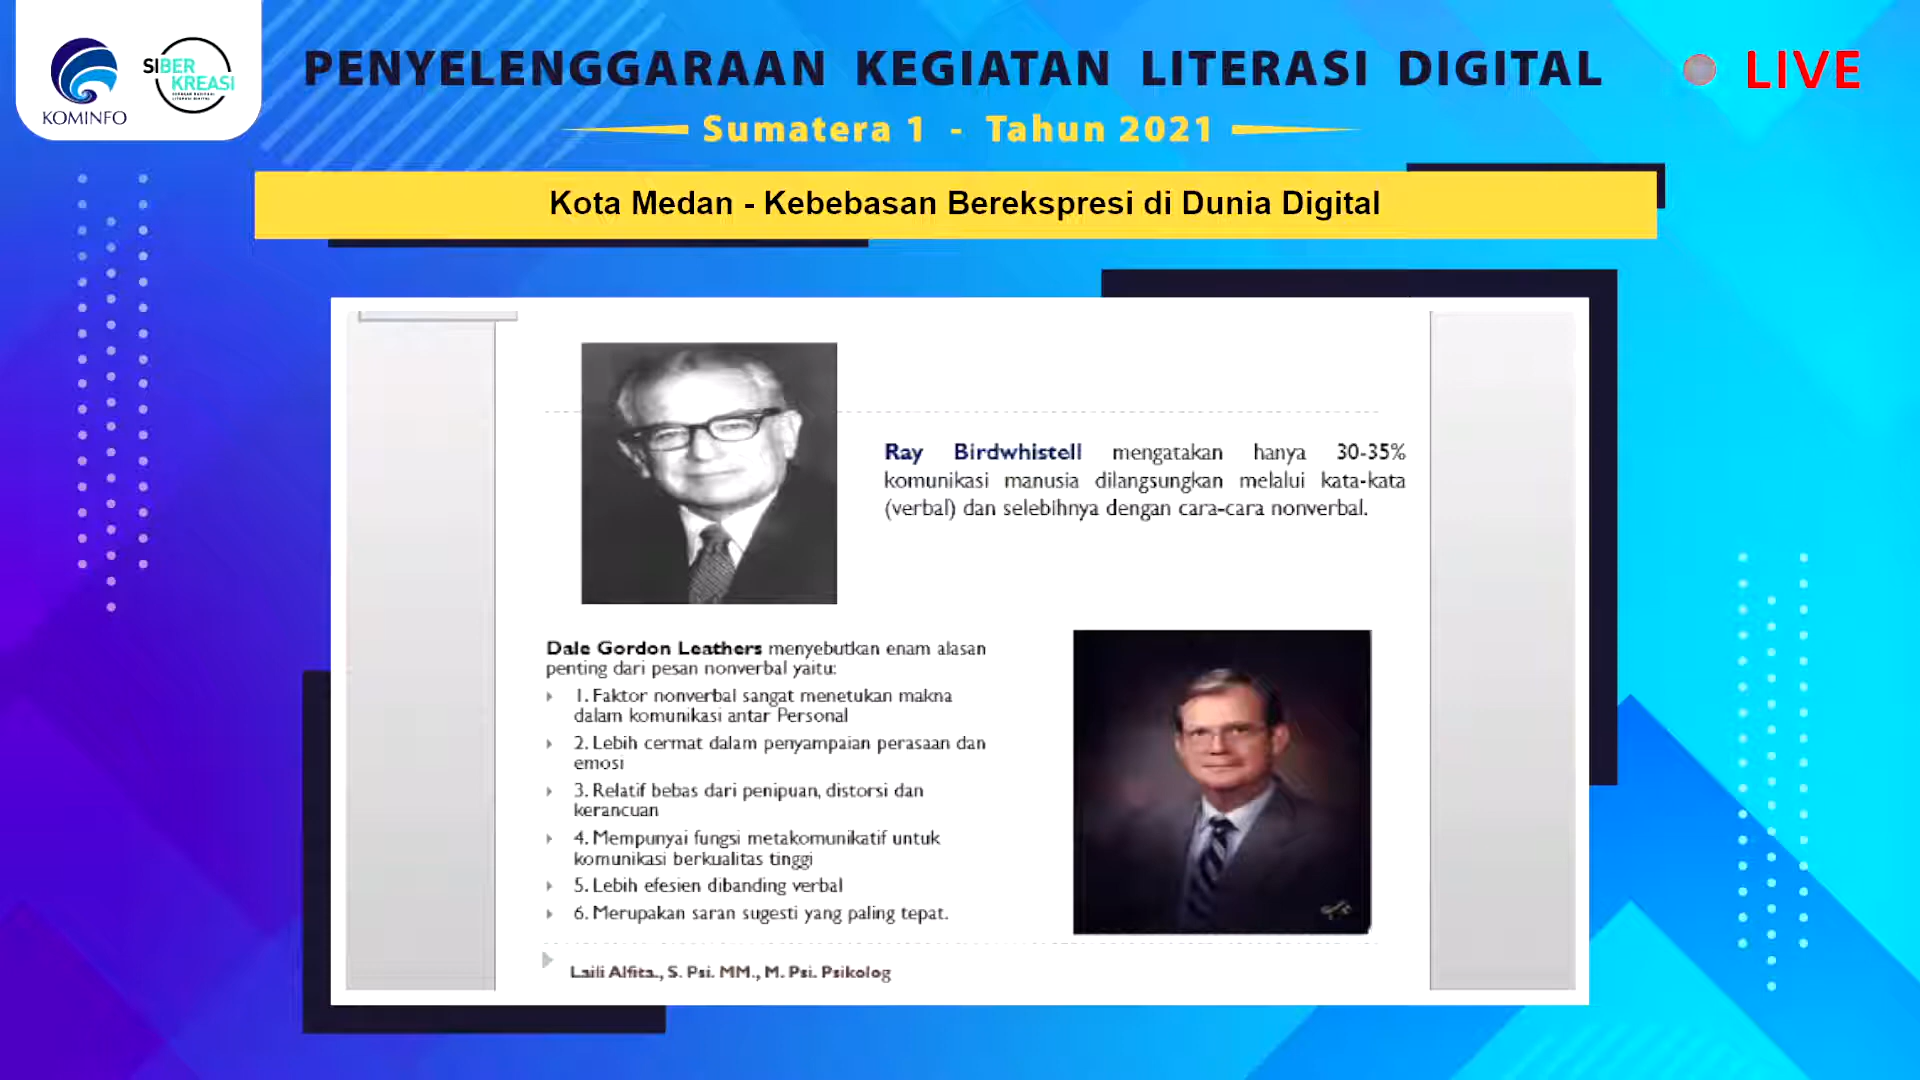 KOMINFO
SIBER
KREASI
PENYELENGGARAAN KEGIATAN LITERASI DIGITAL
LIVE
Sumatera 1 - Tahun 2021
Kota Medan - Kebebasan Berekspresi di Dunia Digital
Ray Birdwhistell mengatakan hanya 30-35%
komunikasi manusia dilangsungkan melalui kata-kata
(verbal) dan selebihnya dengan cara-cara nonverbal.
Dale Gordon Leathers menyebutkan enam alasan
penting dari pesan nonverbal yaitu:
1. Faktor nonverbal sangat menetukan makna
dalam komunikasi antar Personal
2. Lebih cermat dalam penyampaian perasaan dan
emosi
3. Relatif bebas dari penipuan, distorsi dan
kerancuan
4. Mempunyai fungsi metakomunikatif untuk
komunikasi berkualitas tinggi
5. Lebih efesien dibanding verbal
6. Merupakan saran sugesti yang paling tepat.
Laili Alfita., S. Psi. MM., M. Psi. Psikolog